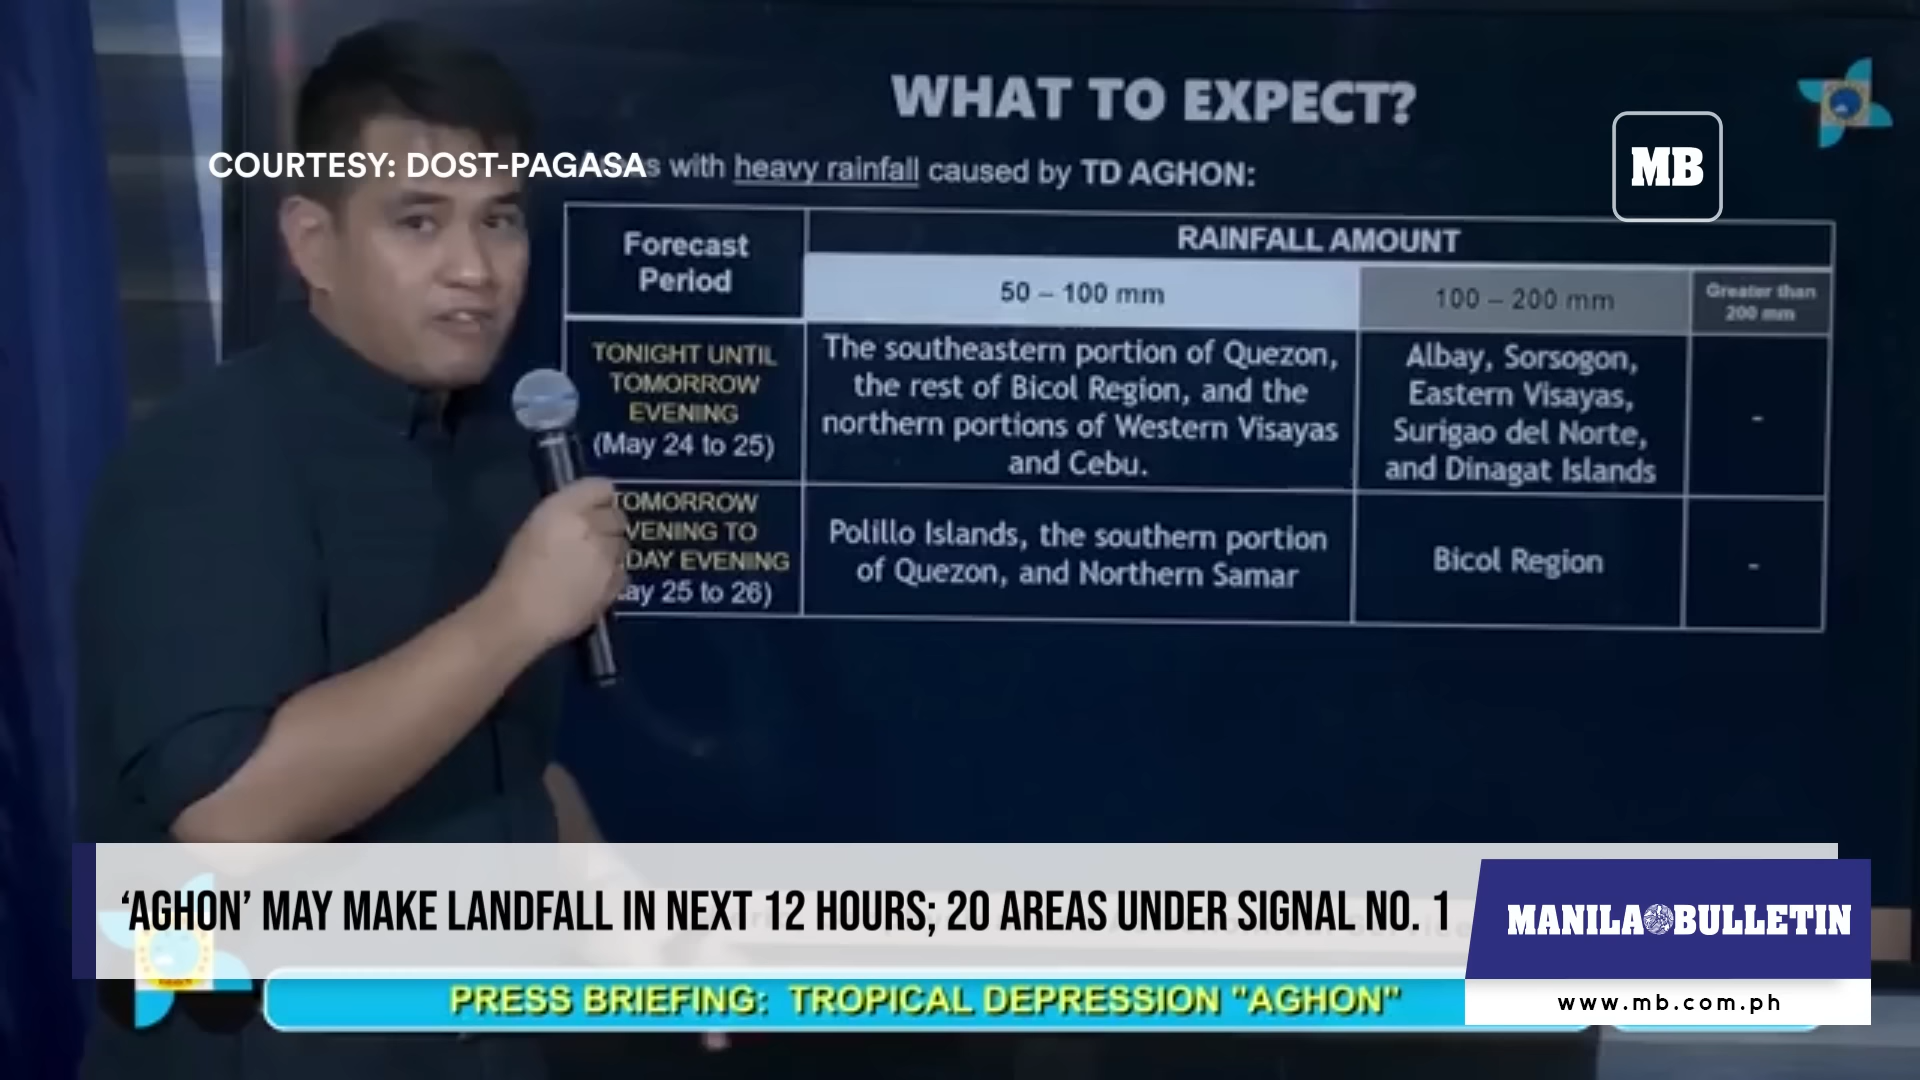 WHAT TO EXPECT?
MB
COURTESY: DOST-PAGASA
with heavy rainfall caused by TD AGHON:
Forecast
Period
RAINFALL AMOUNT
50 – 100 mm
100 – 200 mm
Greater than
200 mm
TONIGHT UNTIL
TOMORROW
EVENING
(May 24 to 25)
The southeastern portion of Quezon,
the rest of Bicol Region, and the
northern portions of Western Visayas
and Cebu.
Albay, Sorsogon,
Eastern Visayas,
Surigao del Norte,
and Dinagat Islands
-
TOMORROW
EVENING TO
DAY EVENING
May 25 to 26)
Polillo Islands, the southern portion
of Quezon, and Northern Samar
Bicol Region
-
‘AGHON’ MAY MAKE LANDFALL IN NEXT 12 HOURS; 20 AREAS UNDER SIGNAL NO. 1
MANILA BULLETIN
PRESS BRIEFING: TROPICAL DEPRESSION "AGHON"
www.mb.com.ph